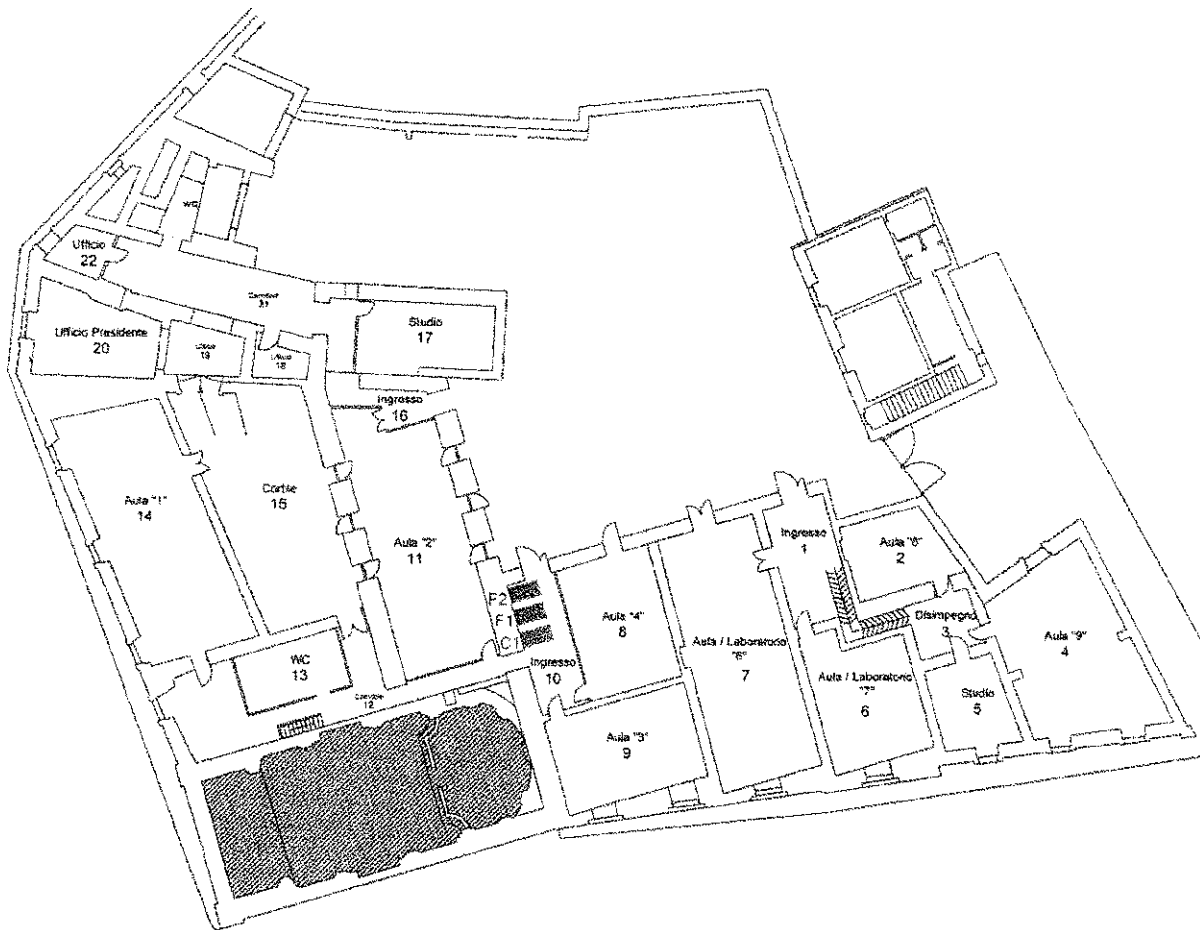 WC
Ufficio
22
Corridoio
21
Ufficio Presidente
20
Ufficio
19
Ufficio
18
Studio
17
Ingresso
16
Aula "1"
14
Cortile
15
Aula "2"
11
F2
F1
C
Ingresso
10
Aula "4"
8
Aula / Laboratorio
"6"
7
Ingresso
1
Aula "8"
2
Disimpegno
3
Aula "9"
4
Aula / Laboratorio
"7"
6
Studio
5
WC
13
Corridoio
12
Aula "3"
9